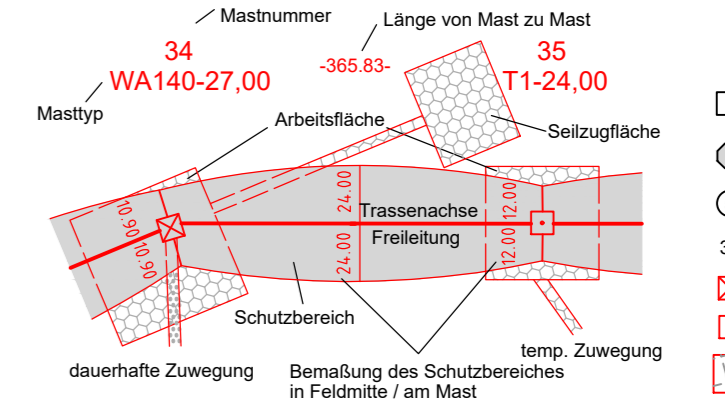 Mastnummer
Länge von Mast zu Mast
34
-365.83-
35
WA140-27,00
T1-24,00
Masttyp
Arbeitsfläche
Seilzugfläche
10.90
24.00
12.00
Trassenachse
10.90
24.00
Freileitung
12.00
Schutzbereich
temp. Zuwegung
dauerhafte Zuwegung
Bemaßung des Schutzbereiches
in Feldmitte / am Mast